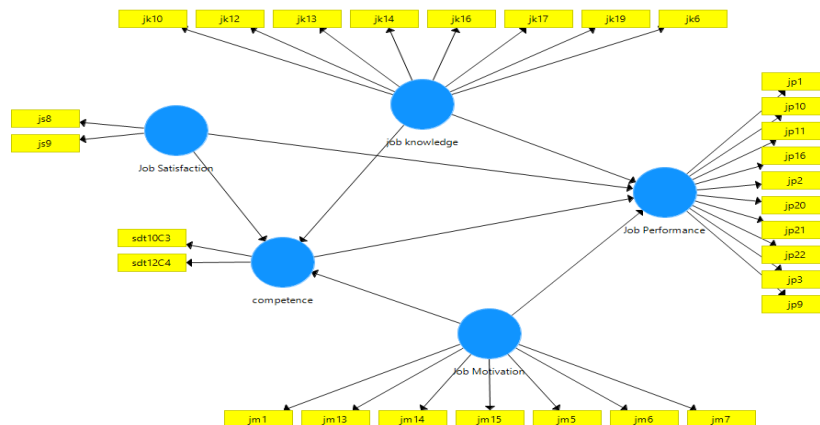 jk10 jk12 jk13 jk14 jk16 jk17 jk19 jk6
jp1
jp10
js8
jp11
js9
job knowledge
jp16
Job Satisfaction
jp2
jp20
Job Performance
jp21
sdt10C3
jp22
sdt12C4
jp3
competence
jp9
Job Motivation
jm1 jm13 jm14 jm15 jm5 jm6 jm7